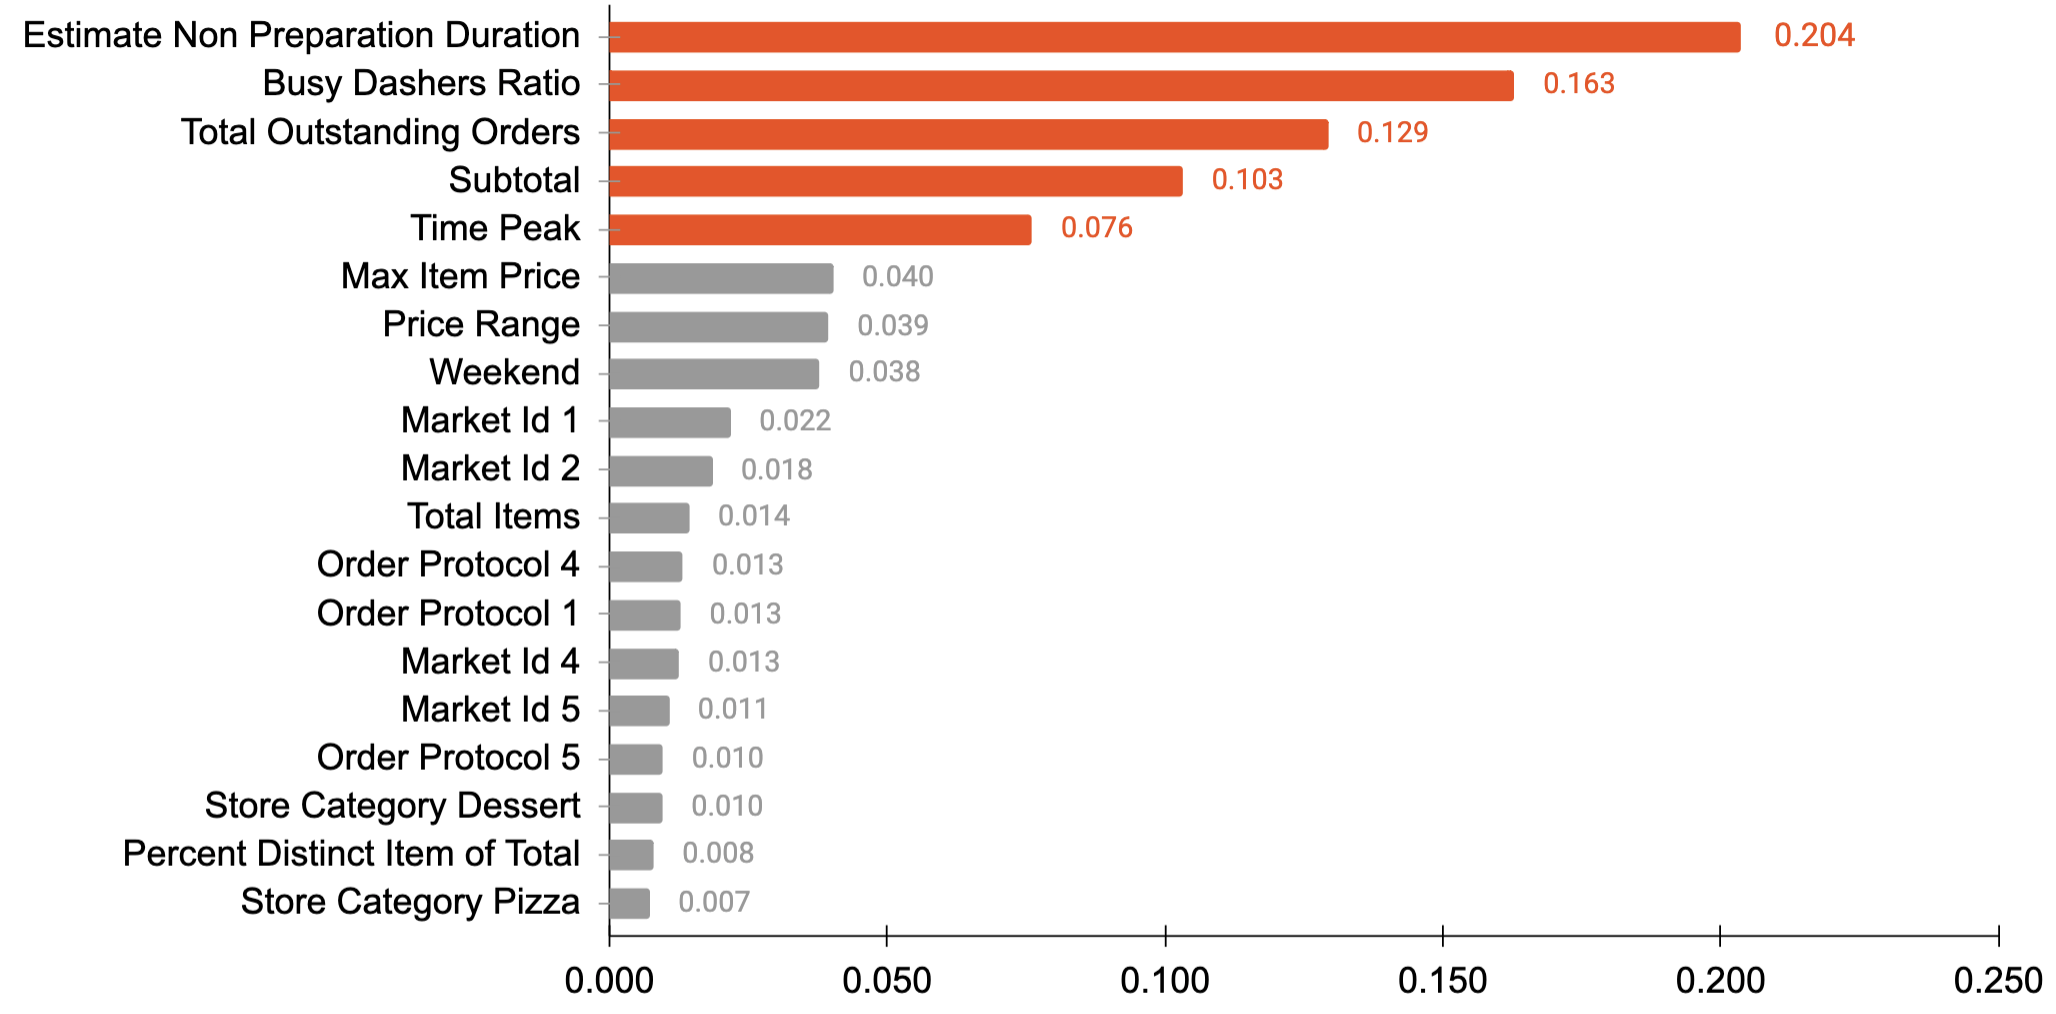 Estimate Non Preparation Duration 0.204
Busy Dashers Ratio 0.163
Total Outstanding Orders 0.129
Subtotal 0.103
Time Peak 0.076
Max Item Price 0.040
Price Range 0.039
Weekend 0.038
Market Id 1 0.022
Market Id 2 0.018
Total Items 0.014
Order Protocol 4 0.013
Order Protocol 1 0.013
Market Id 4 0.013
Market Id 5 0.011
Order Protocol 5 0.010
Store Category Dessert 0.010
Percent Distinct Item of Total 0.008
Store Category Pizza 0.007
0.000 0.050 0.100 0.150 0.200 0.250